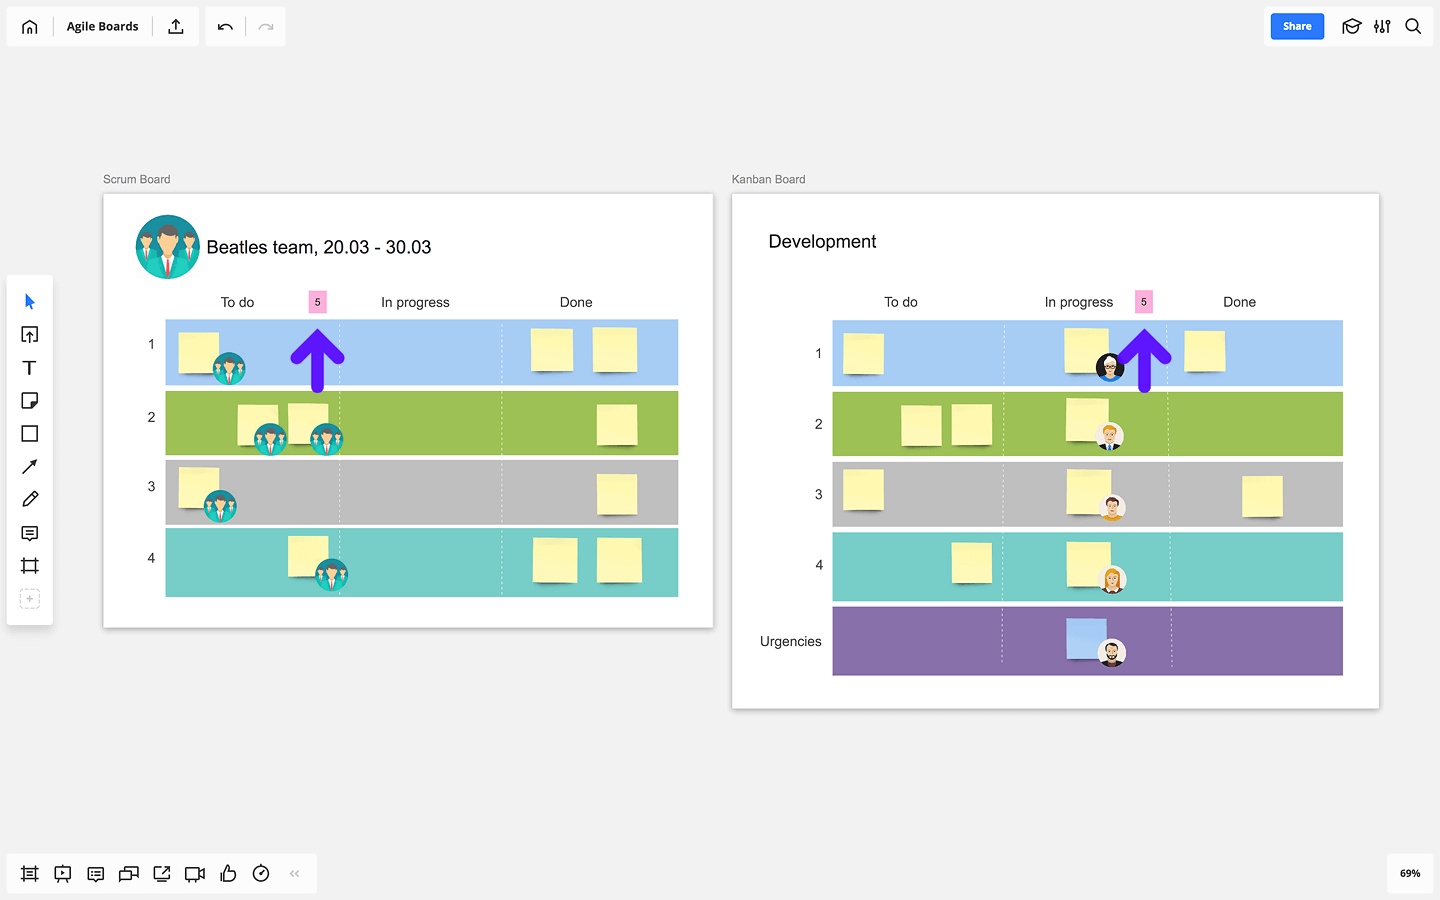 Agile Boards
Share
Scrum Board
Beatles team, 20.03 - 30.03
To do 5 In progress Done
1
2
3
4
Kanban Board
Development
To do In progress 5 Done
1
2
3
4
Urgencies
69%